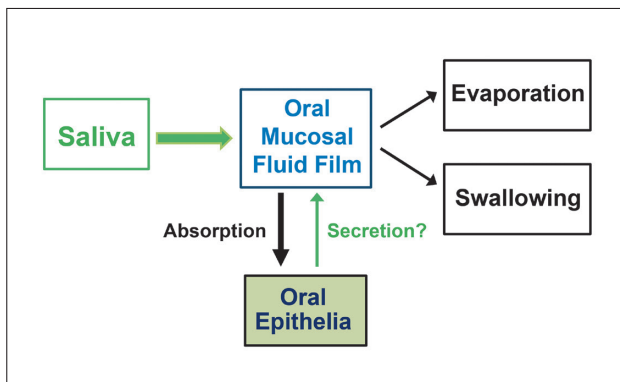 Saliva
Oral
Mucosal
Fluid Film
Evaporation
Swallowing
Absorption
Secretion?
Oral
Epithelia